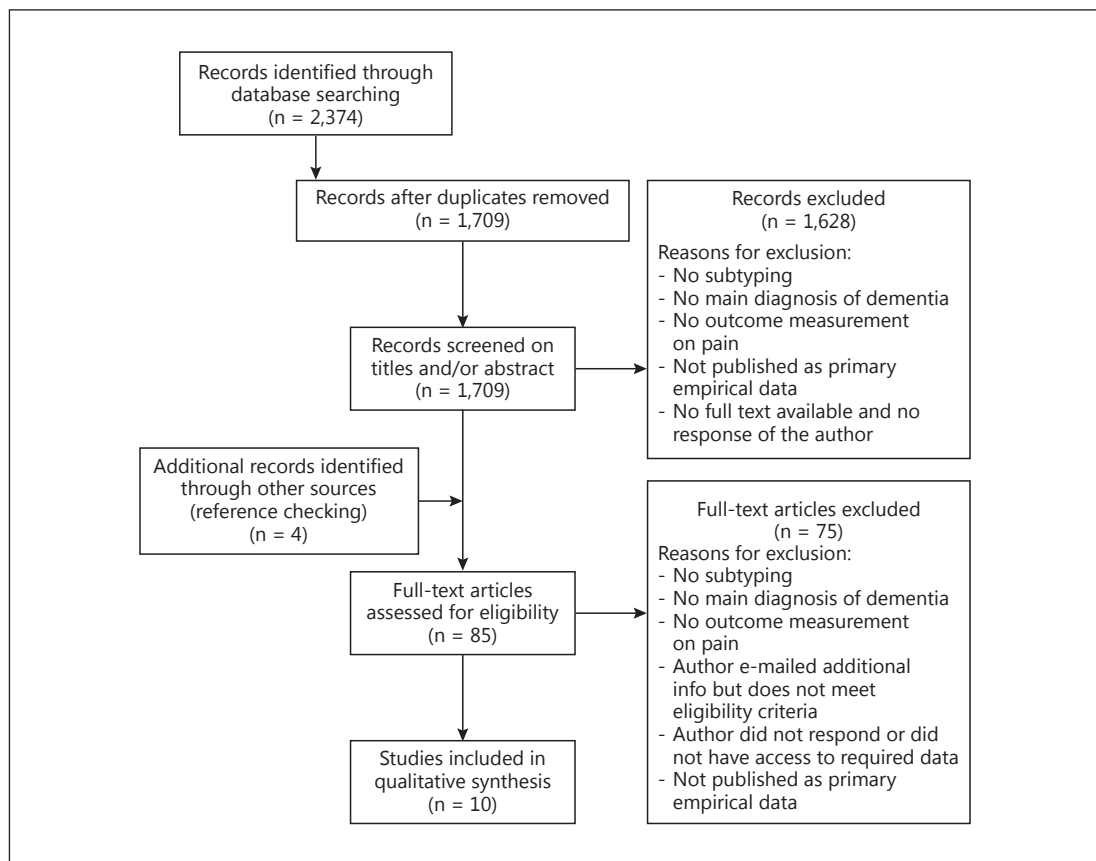 Records identified through
database searching
(n = 2,374)
Records after duplicates removed
(n = 1,709)
Records excluded
(n = 1,628)
Reasons for exclusion:
- No subtyping
- No main diagnosis of dementia
- No outcome measurement
on pain
- Not published as primary
empirical data
- No full text available and no
response of the author
Records screened on
titles and/or abstract
(n = 1,709)
Additional records identified
through other sources
(reference checking)
(n = 4)
Full-text articles
assessed for eligibility
(n = 85)
Full-text articles excluded
(n = 75)
Reasons for exclusion:
- No subtyping
- No main diagnosis of dementia
- No outcome measurement
on pain
- Author e-mailed additional
info but does not meet
eligibility criteria
- Author did not respond or did
not have access to required data
- Not published as primary
empirical data
Studies included in
qualitative synthesis
(n = 10)